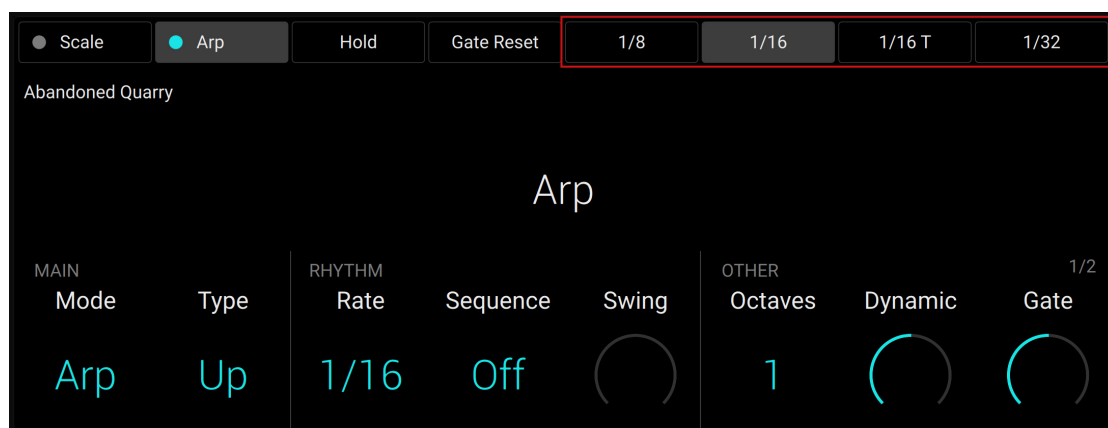 Scale Arp Hold Gate Reset 1/8 1/16 1/16 T 1/32
Abandoned Quarry
Arp
MAIN RHYTHM OTHER 1/2
Mode Type Rate Sequence Swing Octaves Dynamic Gate
Arp Up 1/16 Off 1